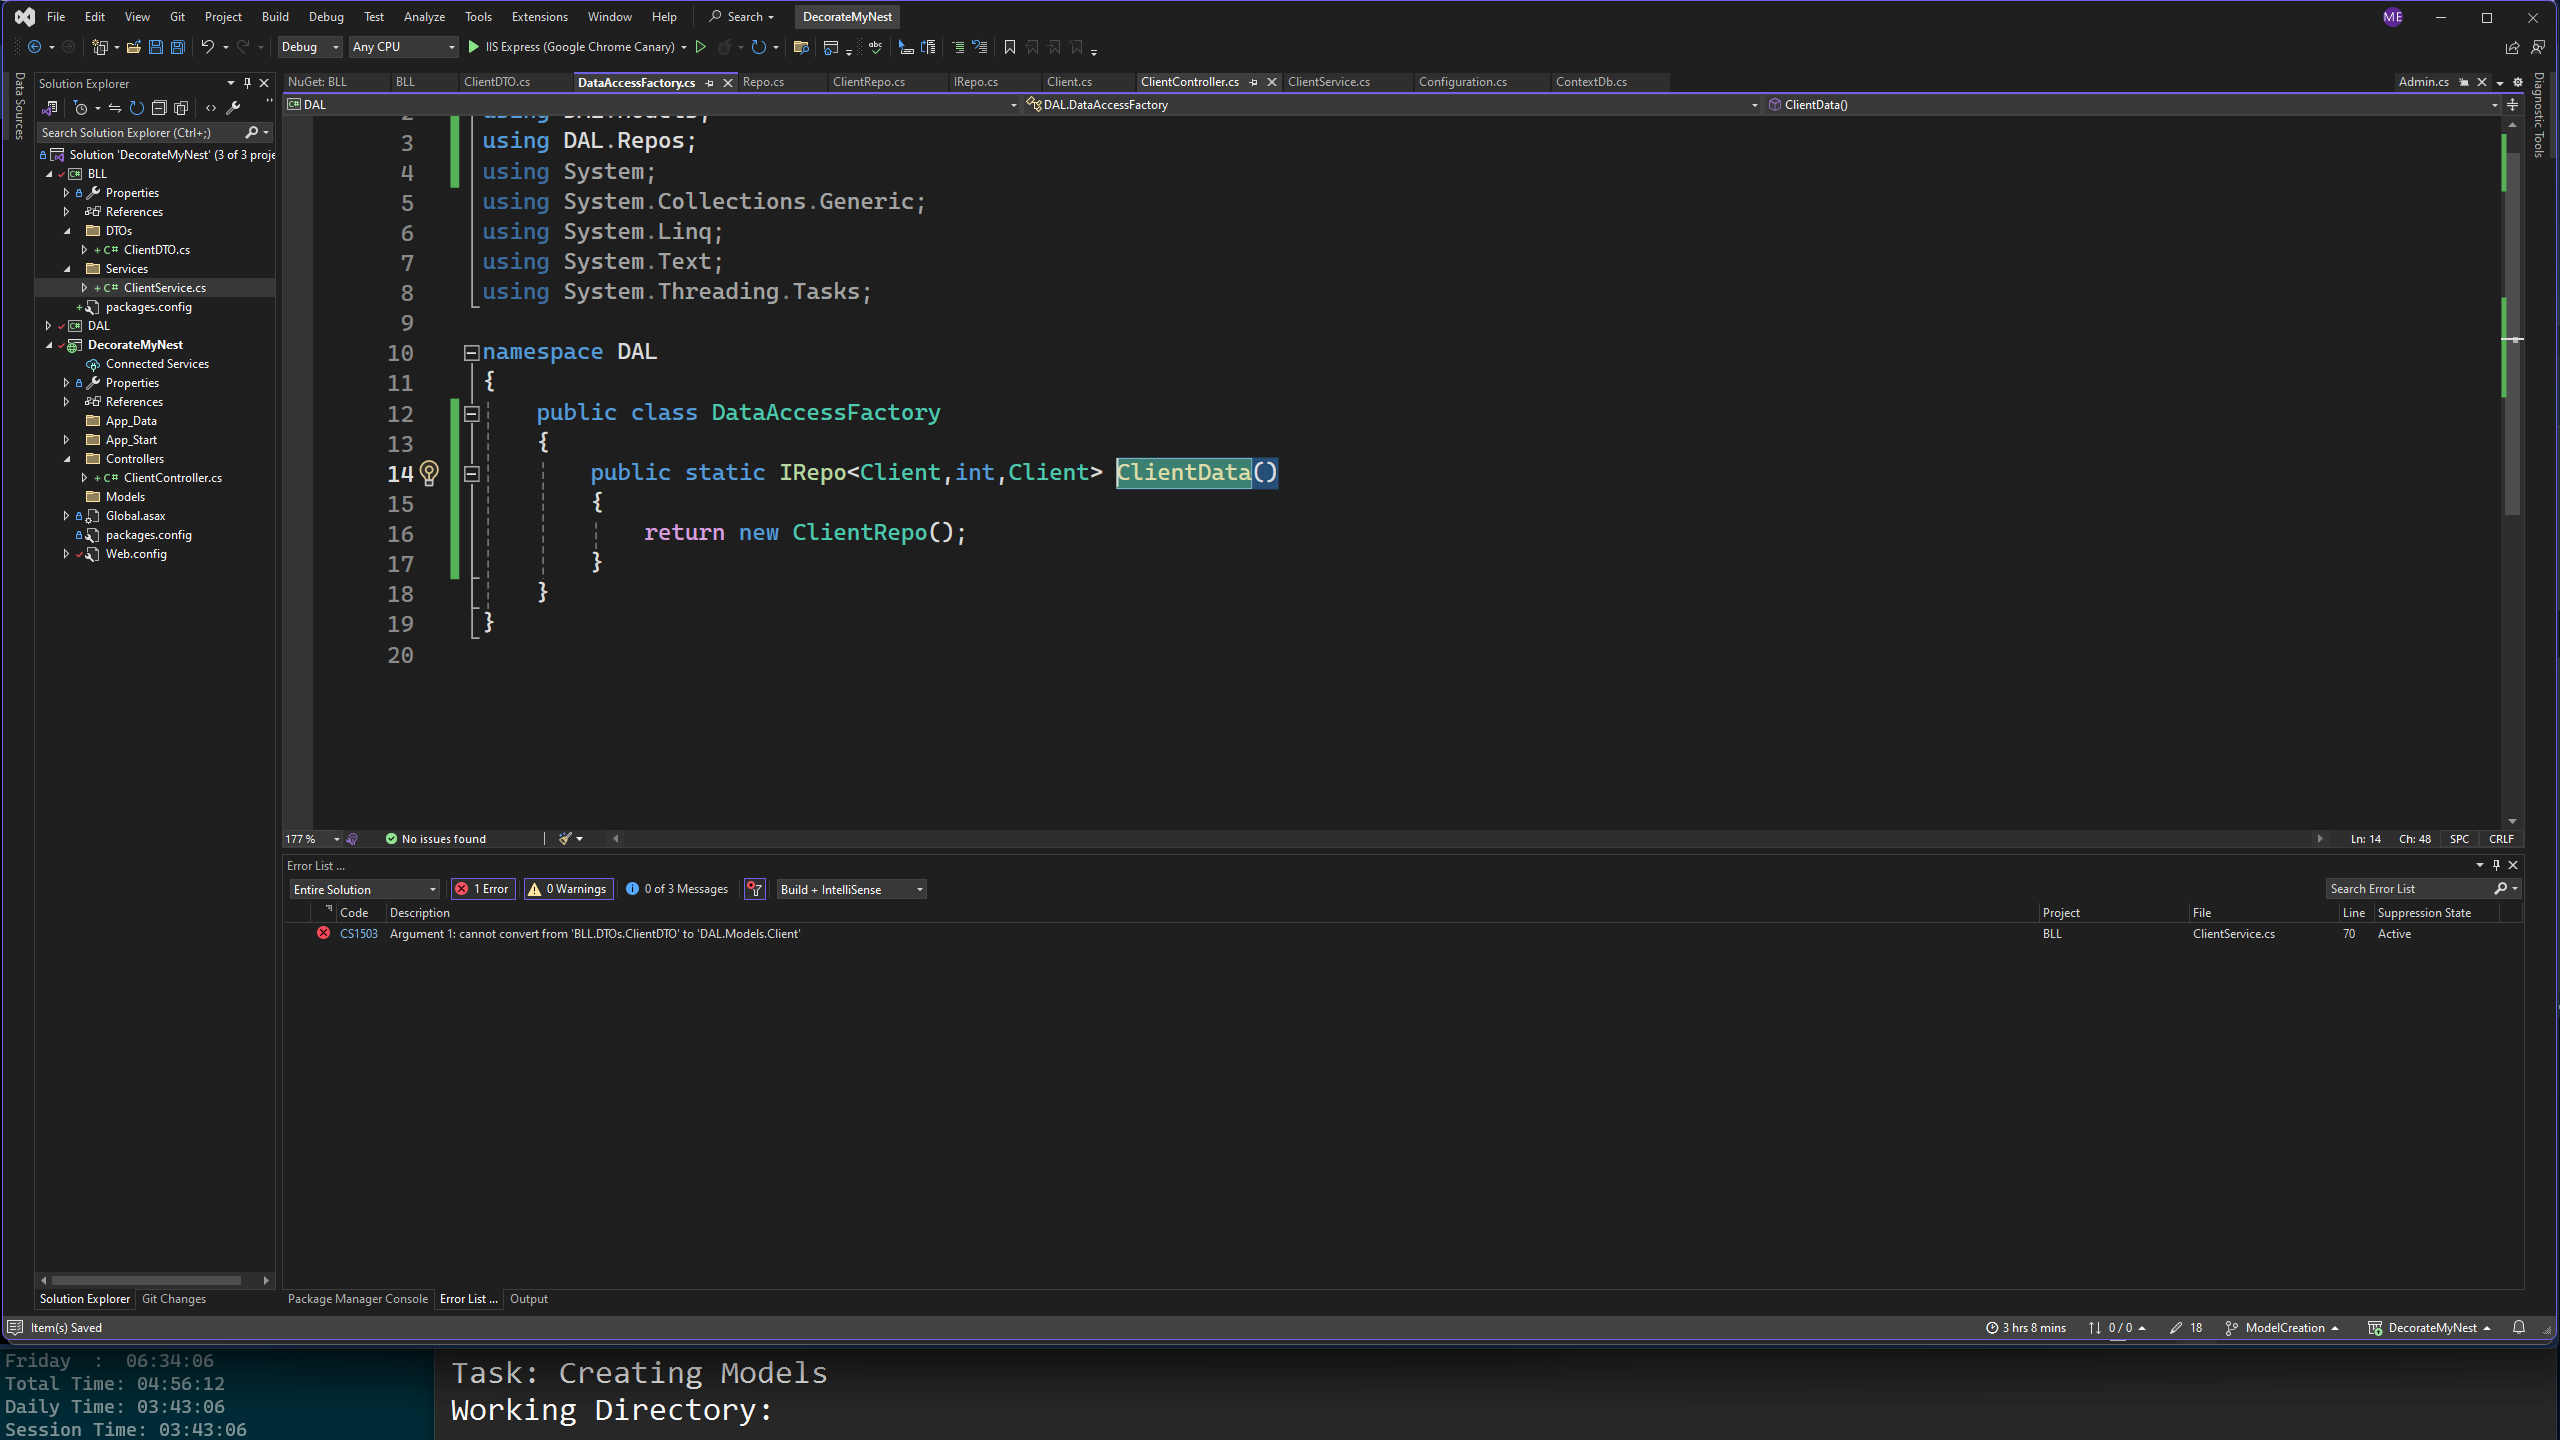 File Edit View Git Project Build Debug Test Analyze Tools Extensions Window Help Search DecorateMyNest ME
Debug Any CPU IIS Express (Google Chrome Canary)
Data Sources
Solution Explorer
Search Solution Explorer (Ctrl+;)
Solution 'DecorateMyNest' (3 of 3 proje
BLL
Properties
References
DTOs
C# ClientDTO.cs
Services
C# ClientService.cs
packages.config
DAL
DecorateMyNest
Connected Services
Properties
References
App_Data
App_Start
Controllers
C# ClientController.cs
Models
Global.asax
packages.config
Web.config
Solution Explorer Git Changes
NuGet: BLL BLL ClientDTO.cs DataAccessFactory.cs Repo.cs ClientRepo.cs IRepo.cs Client.cs ClientController.cs ClientService.cs Configuration.cs ContextDb.cs Admin.cs
DAL DAL.DataAccessFactory ClientData()
2 using DAL.Models;
3 using DAL.Repos;
4 using System;
5 using System.Collections.Generic;
6 using System.Linq;
7 using System.Text;
8 using System.Threading.Tasks;
9
10 namespace DAL
11 {
12 public class DataAccessFactory
13 {
14 public static IRepo<Client,int,Client> ClientData()
15 {
16 return new ClientRepo();
17 }
18 }
19 }
20
Diagnostic Tools
177 % No issues found Ln: 14 Ch: 48 SPC CRLF
Error List ...
Entire Solution 1 Error 0 Warnings 0 of 3 Messages Build + IntelliSense Search Error List
Code Description Project File Line Suppression State
CS1503 Argument 1: cannot convert from 'BLL.DTOs.ClientDTO' to 'DAL.Models.Client' BLL ClientService.cs 70 Active
Package Manager Console Error List ... Output
Item(s) Saved 3 hrs 8 mins 0 / 0 18 ModelCreation DecorateMyNest
Friday : 06:34:06
Total Time: 04:56:12
Daily Time: 03:43:06
Session Time: 03:43:06
Task: Creating Models
Working Directory: